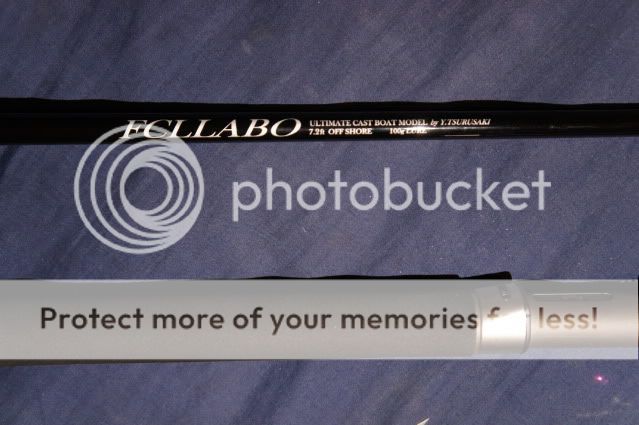 FCLLABO ULTIMATE CAST BOAT MODEL by Y.TSURUSAKI
7.2ft OFF SHORE 100g LURE
photobucket
Protect more of your memories for less!